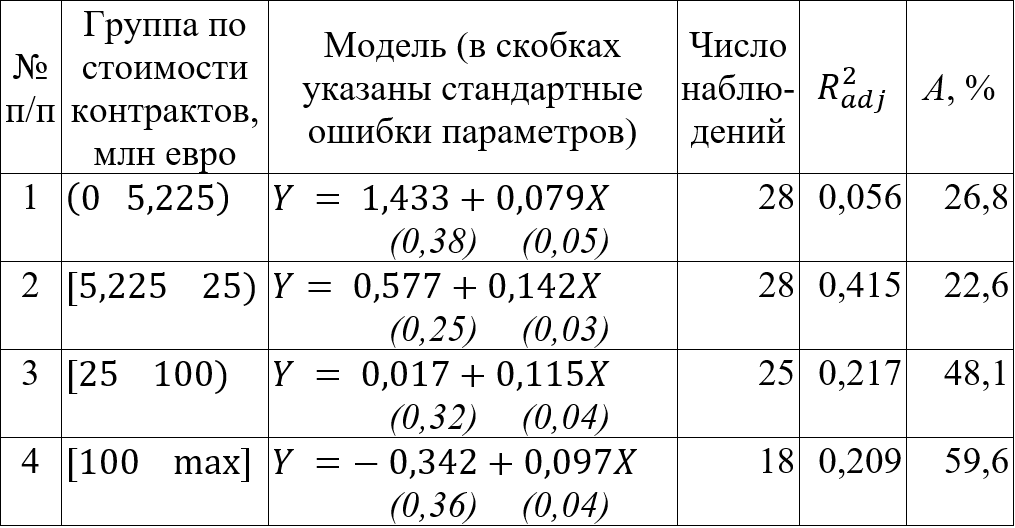 № п/п | Группа по стоимости контрактов, млн евро | Модель (в скобках указаны стандартные ошибки параметров) | Число наблю-дений | R²adj | A, %
1 | (0 5,225) | Y = 1,433 + 0,079X | 28 | 0,056 | 26,8
(0,38) (0,05)
2 | [5,225 25) | Y = 0,577 + 0,142X | 28 | 0,415 | 22,6
(0,25) (0,03)
3 | [25 100) | Y = 0,017 + 0,115X | 25 | 0,217 | 48,1
(0,32) (0,04)
4 | [100 max] | Y = − 0,342 + 0,097X | 18 | 0,209 | 59,6
(0,36) (0,04)